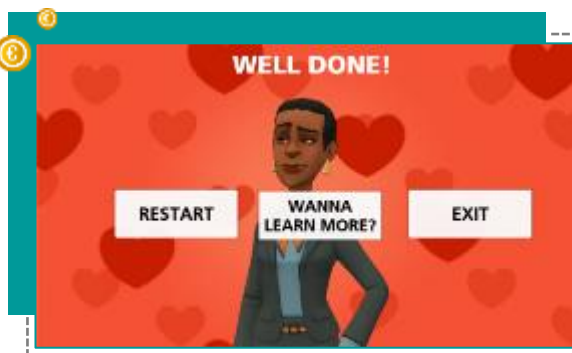 WELL DONE!
RESTART
WANNA
LEARN MORE?
EXIT